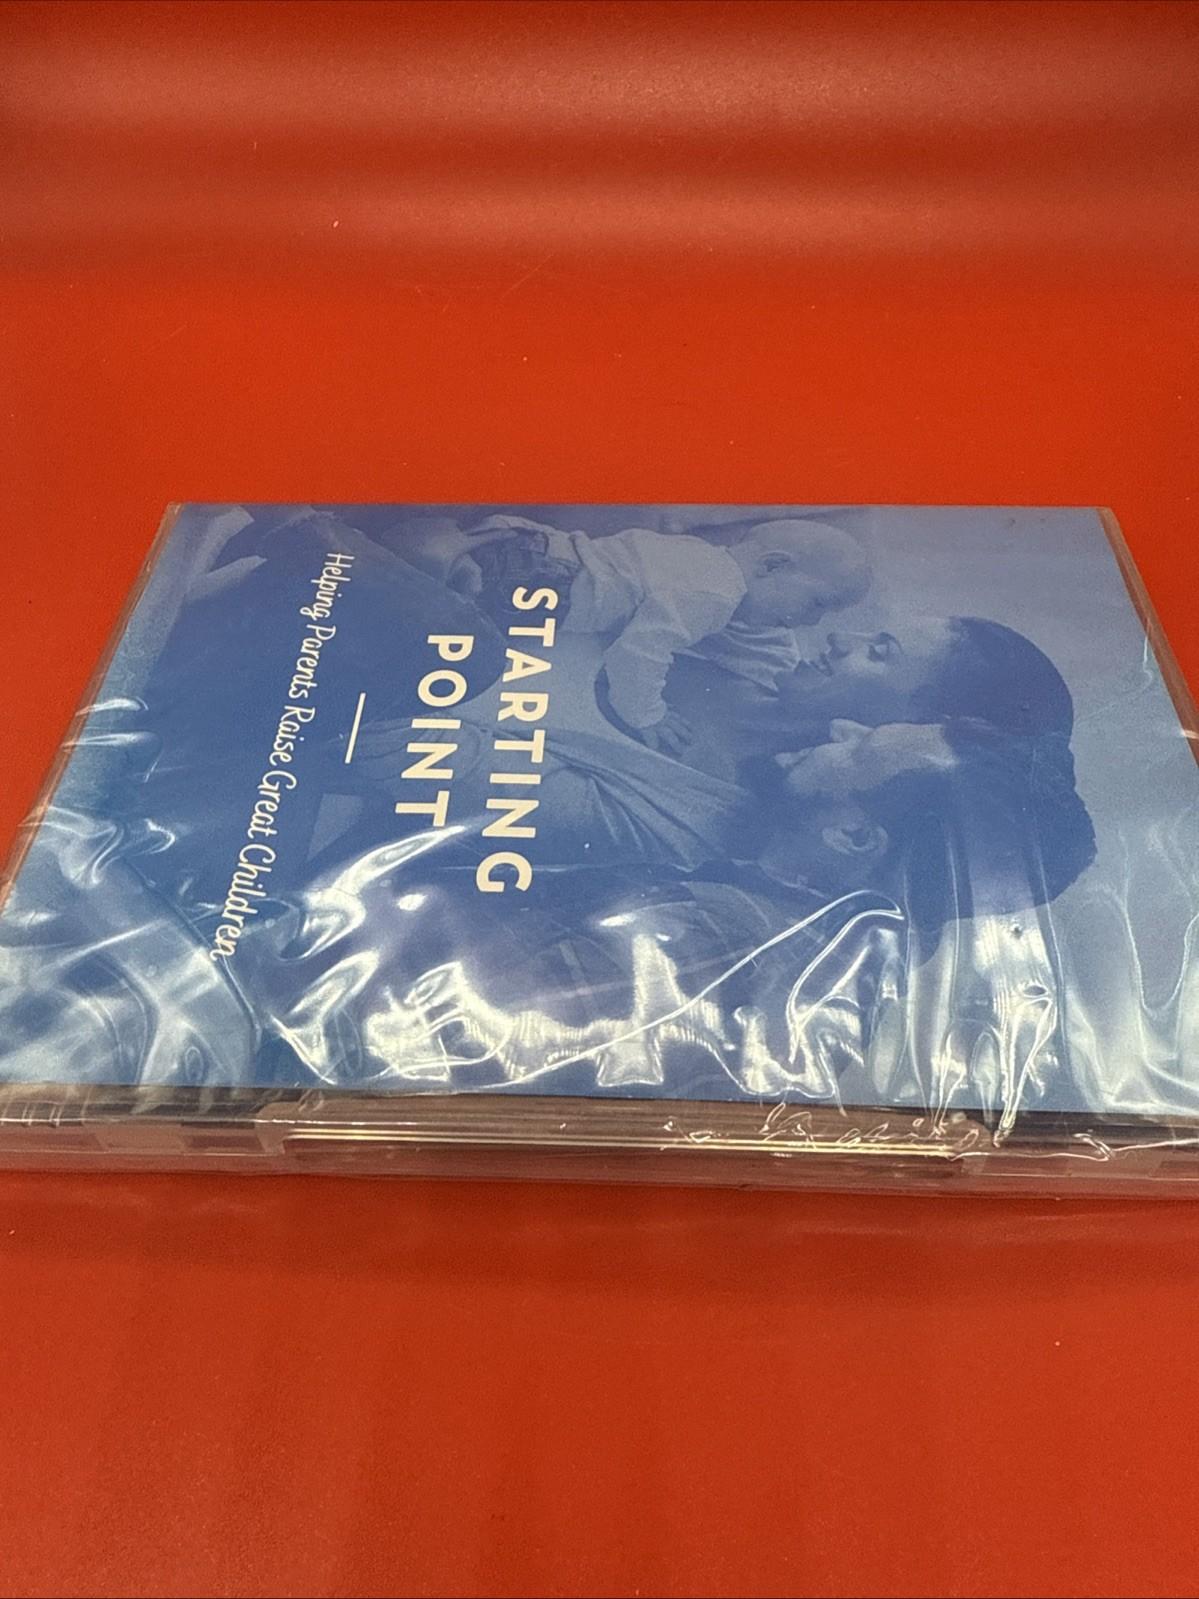 STARTING
POINT
Helping Parents Raise Great Children